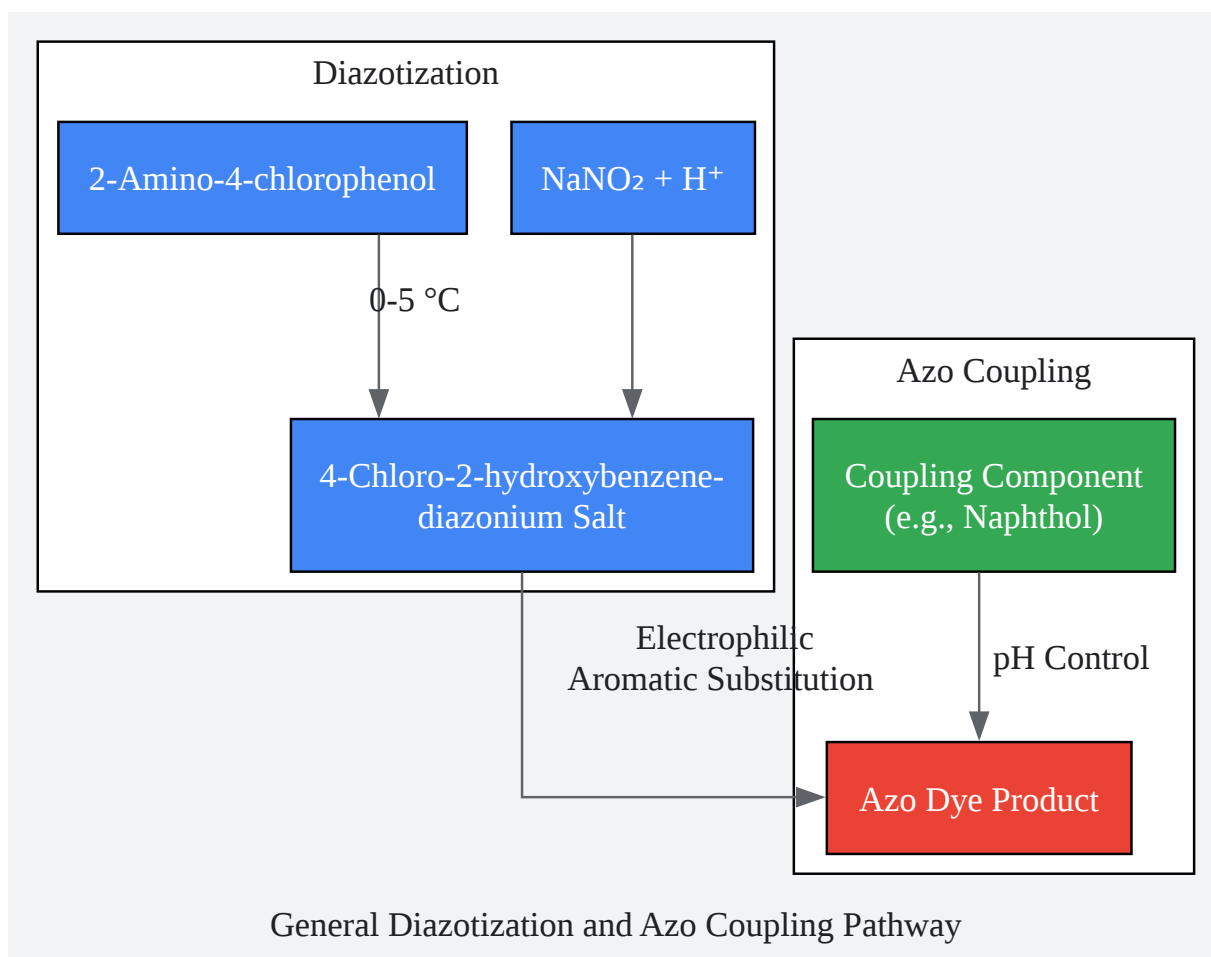 Diazotization
2-Amino-4-chlorophenol
NaNO₂ + H⁺
0-5 °C
4-Chloro-2-hydroxybenzene-
diazonium Salt
Azo Coupling
Coupling Component
(e.g., Naphthol)
Electrophilic
Aromatic Substitution
pH Control
Azo Dye Product
General Diazotization and Azo Coupling Pathway